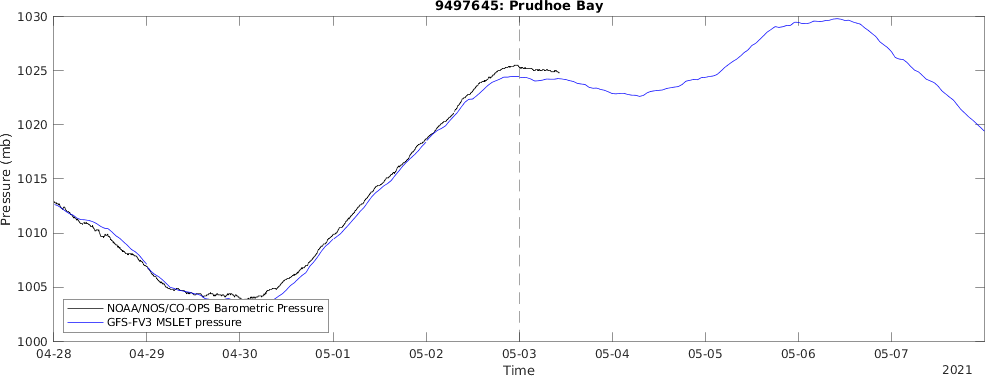 9497645: Prudhoe Bay
1030
1025
1020
1015
1010
1005
1000
Pressure (mb)
NOAA/NOS/CO-OPS Barometric Pressure
GFS-FV3 MSLET pressure
04-28 04-29 04-30 05-01 05-02 05-03 05-04 05-05 05-06 05-07
Time
2021